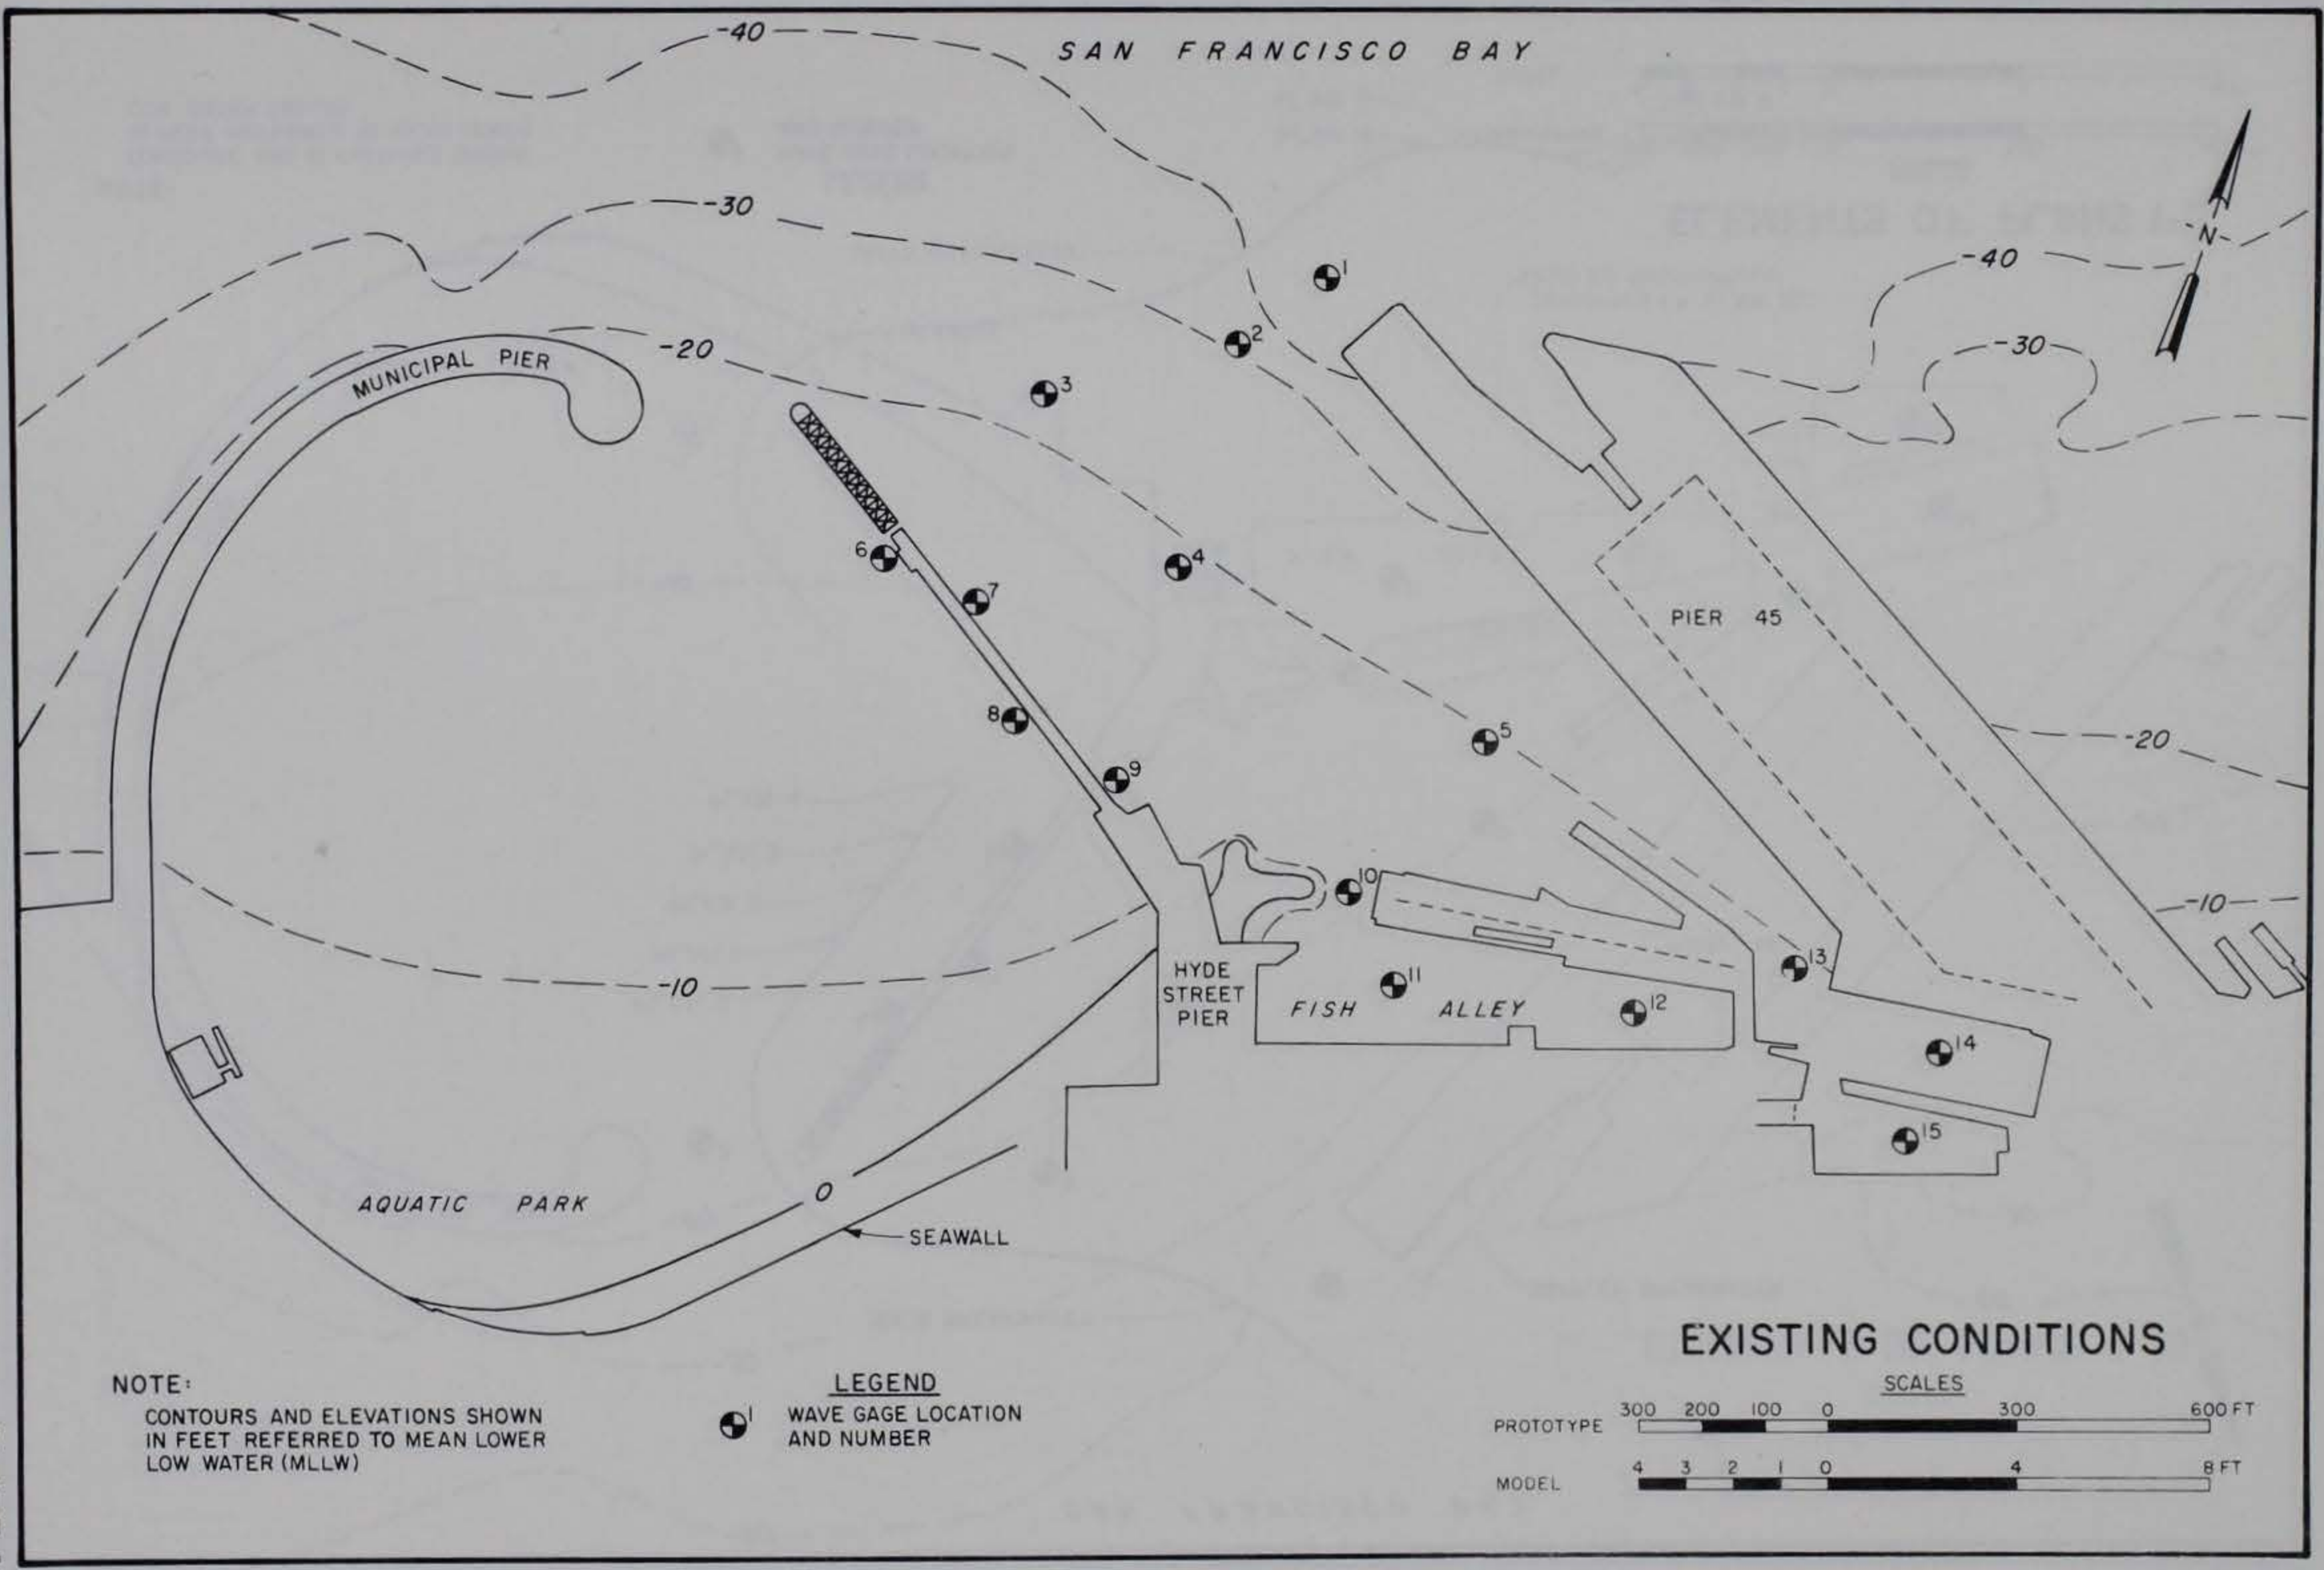 SAN FRANCISCO BAY
-40
-30
-20
-40
-30
-20
-10
-10
0
N
MUNICIPAL PIER
1
2
3
4
5
6
7
8
9
10
11
12
13
14
15
PIER 45
HYDE
STREET
PIER
FISH ALLEY
AQUATIC PARK
SEAWALL
NOTE:
CONTOURS AND ELEVATIONS SHOWN
IN FEET REFERRED TO MEAN LOWER
LOW WATER (MLLW)
LEGEND
1 WAVE GAGE LOCATION
AND NUMBER
EXISTING CONDITIONS
SCALES
300 200 100 0 300 600 FT
PROTOTYPE
4 3 2 1 0 4 8 FT
MODEL